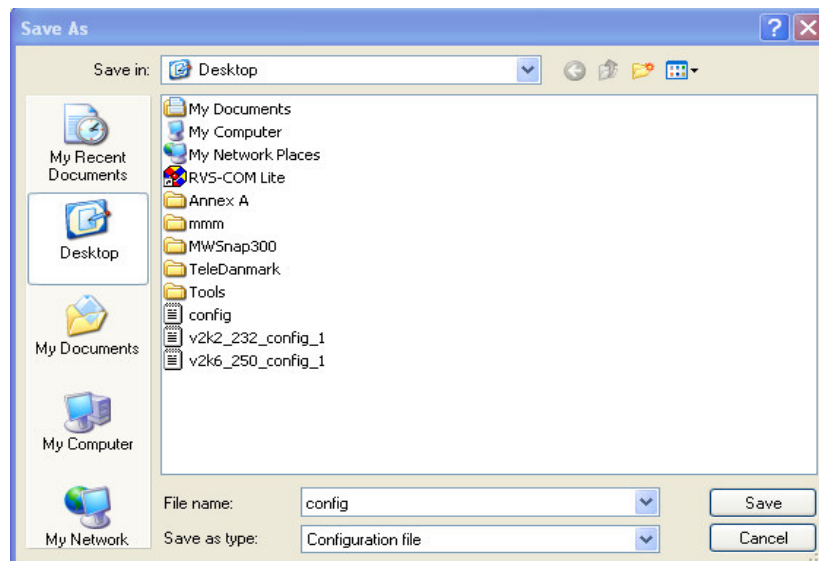 Save As
Save in: Desktop
My Recent
Documents
Desktop
My Documents
My Computer
My Network
My Documents
My Computer
My Network Places
RVS-COM Lite
Annex A
mmm
MWSnap300
TeleDanmark
Tools
config
v2k2_232_config_1
v2k6_250_config_1
File name: config Save
Save as type: Configuration file Cancel